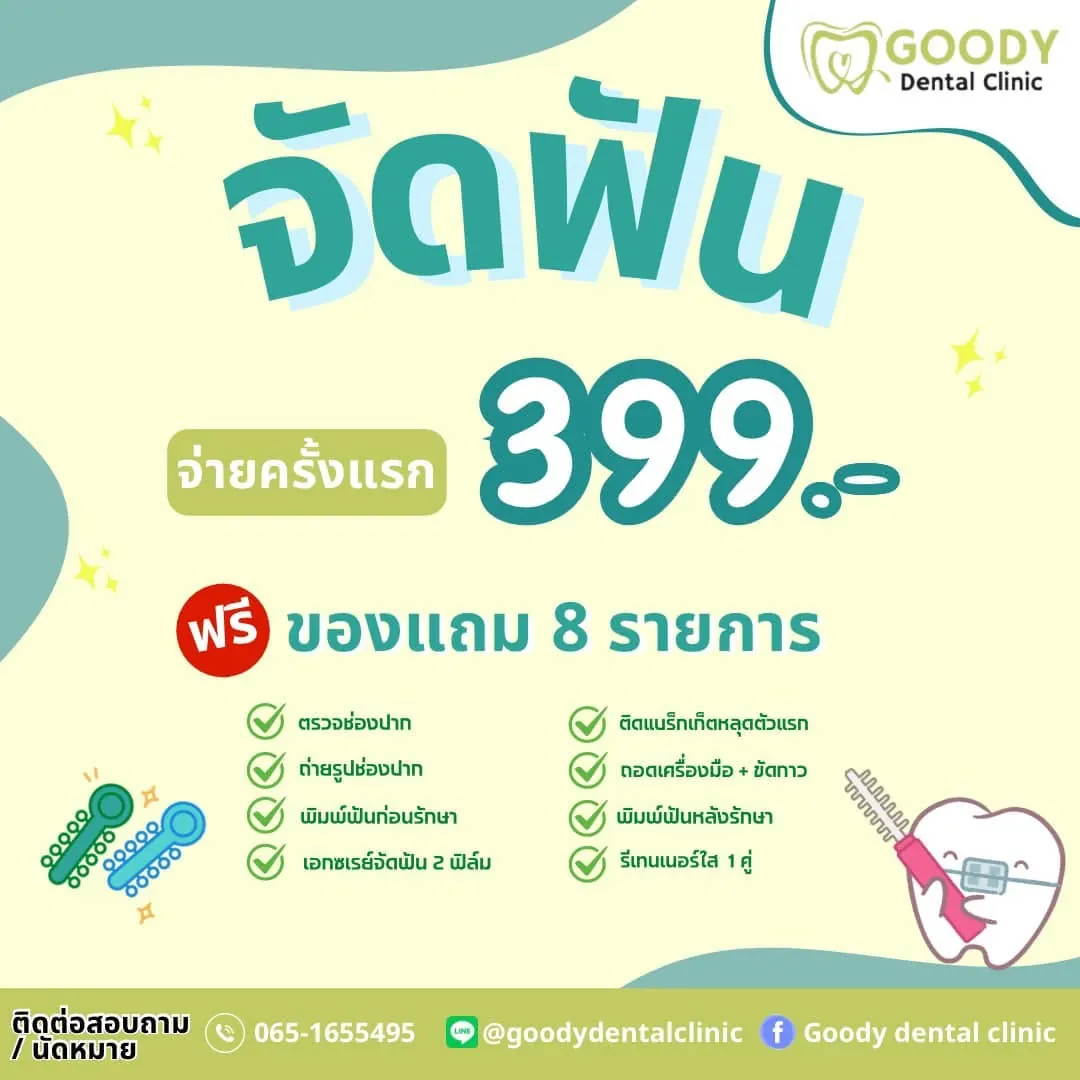 GOODY
Dental Clinic
จัดฟัน
จ่ายครั้งแรก 399.-
ฟรี ของแถม 8 รายการ
ตรวจช่องปาก
ถ่ายรูปช่องปาก
พิมพ์ฟันก่อนรักษา
เอกซเรย์จัดฟัน 2 ฟิล์ม
ติดแบร็กเก็ตหลุดตัวแรก
ถอดเครื่องมือ + ขัดกาว
พิมพ์ฟันหลังรักษา
รีเทนเนอร์ใส 1 คู่
ติดต่อสอบถาม
/ นัดหมาย
065-1655495 LINE @goodydentalclinic f Goody dental clinic